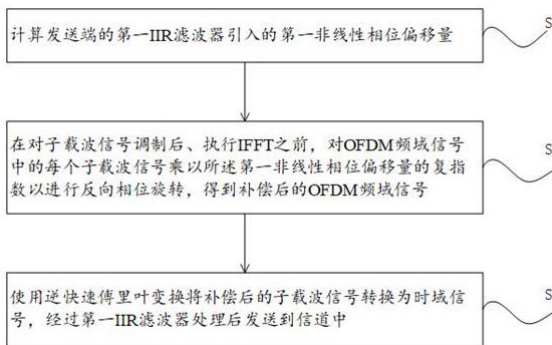 S
计算发送端的第一IIR滤波器引入的第一非线性相位偏移量
S
在对子载波信号调制后、执行IFFT之前，对OFDM频域信号
中的每个子载波信号乘以所述第一非线性相位偏移量的复指
数以进行反向相位旋转，得到补偿后的OFDM频域信号
S
使用逆快速傅里叶变换将补偿后的子载波信号转换为时域信
号，经过第一IIR滤波器处理后发送到信道中